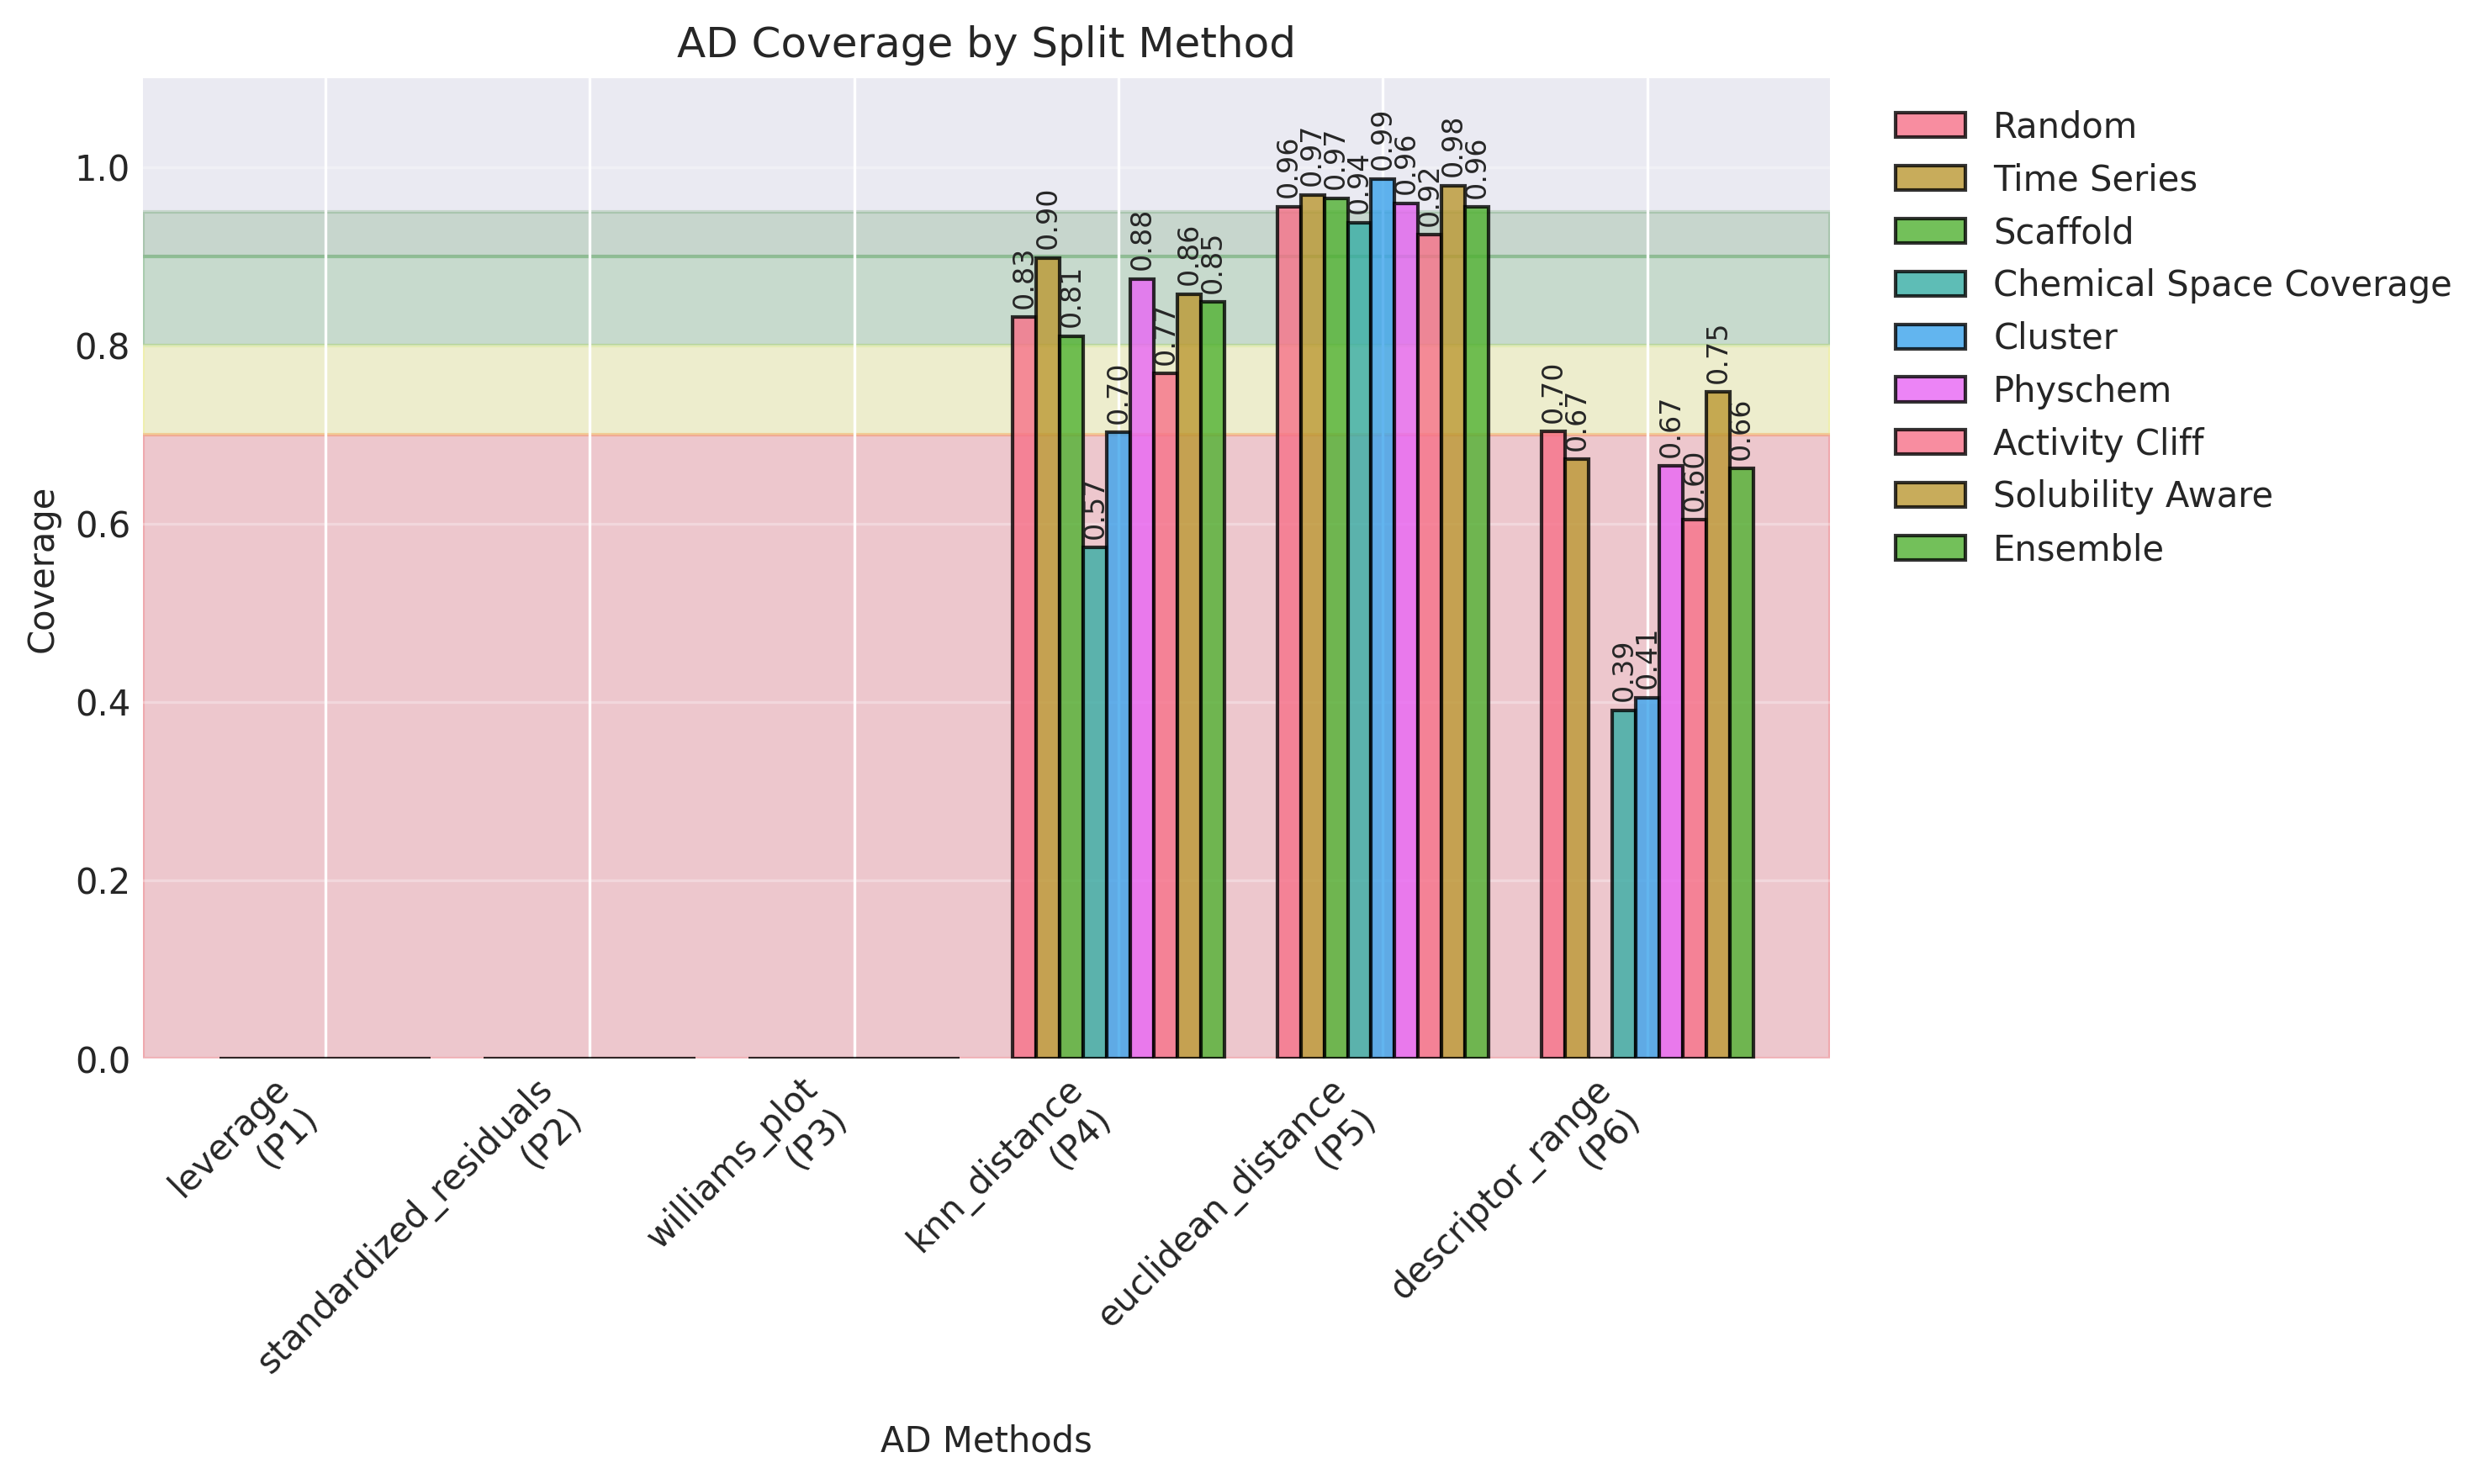 AD Coverage by Split Method
Coverage
1.0
0.8
0.6
0.4
0.2
0.0
0.83
0.90
0.81
0.57
0.70
0.88
0.77
0.86
0.85
0.96
0.97
0.97
0.94
0.99
0.96
0.92
0.98
0.96
0.70
0.67
0.39
0.41
0.67
0.60
0.75
0.66
leverage
(P1)
standardized_residuals
(P2)
williams_plot
(P3)
knn_distance
(P4)
euclidean_distance
(P5)
descriptor_range
(P6)
AD Methods
Random
Time Series
Scaffold
Chemical Space Coverage
Cluster
Physchem
Activity Cliff
Solubility Aware
Ensemble